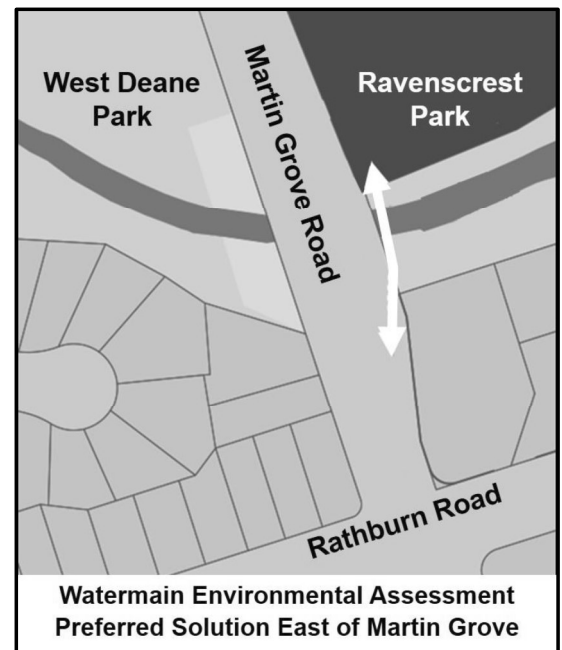 West Deane
Park
Martin Grove Road
Ravenscrest
Park
Rathburn Road
Watermain Environmental Assessment
Preferred Solution East of Martin Grove